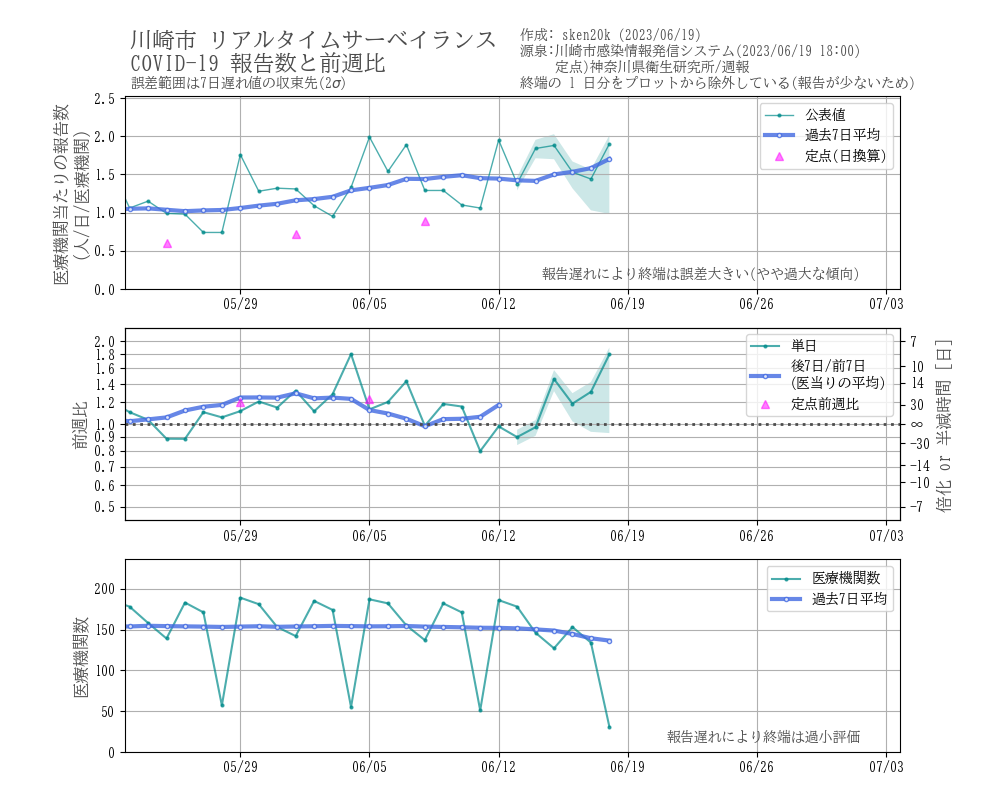 川崎市 リアルタイムサーベイランス
COVID-19 報告数と前週比
誤差範囲は7日遅れ値の収束先(2σ)
作成: sken20k (2023/06/19)
源泉:川崎市感染情報発信システム(2023/06/19 18:00)
定点)神奈川県衛生研究所/週報
終端の 1 日分をプロットから除外している(報告が少ないため)
医療機関当たりの報告数
(人/日/医療機関)
2.5
2.0
1.5
1.0
0.5
0.0
公表値
過去7日平均
定点(日換算)
報告遅れにより終端は誤差大きい(やや過大な傾向)
05/29
06/05
06/12
06/19
06/26
07/03
前週比
2.0
1.8
1.6
1.4
1.2
1.0
0.9
0.8
0.7
0.6
0.5
単日
後7日/前7日
(医当りの平均)
定点前週比
7
10
14
30
∞
-30
-14
-10
-7
倍化 or 半減時間 [日]
05/29
06/05
06/12
06/19
06/26
07/03
医療機関数
200
150
100
50
0
医療機関数
過去7日平均
報告遅れにより終端は過小評価
05/29
06/05
06/12
06/19
06/26
07/03